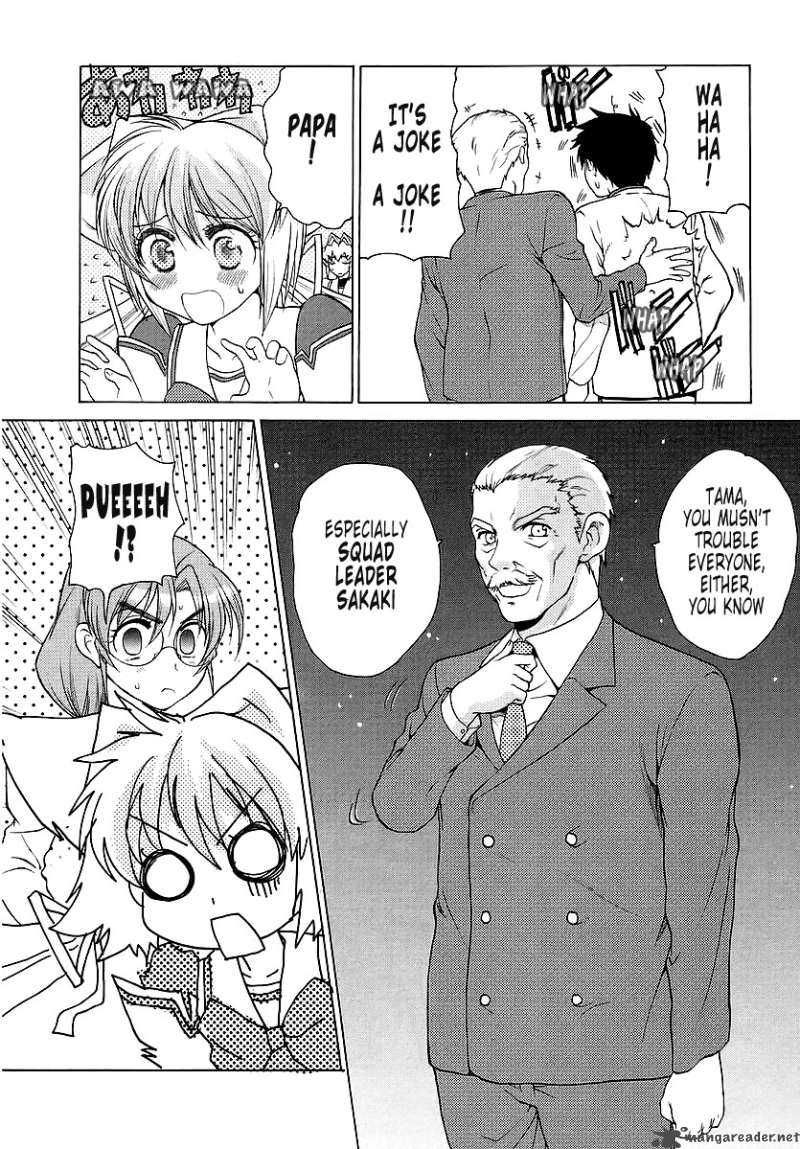 WA
HA
HA
!
WHAP
WHAP
WHAP
IT'S
A JOKE
A JOKE
!!
PAPA
!
AWA WAWA
TAMA,
YOU MUSN'T
TROUBLE
EVERYONE,
EITHER,
YOU KNOW
ESPECIALLY
SQUAD
LEADER
SAKAKI
PUEEEEH
!?
mangareader.net